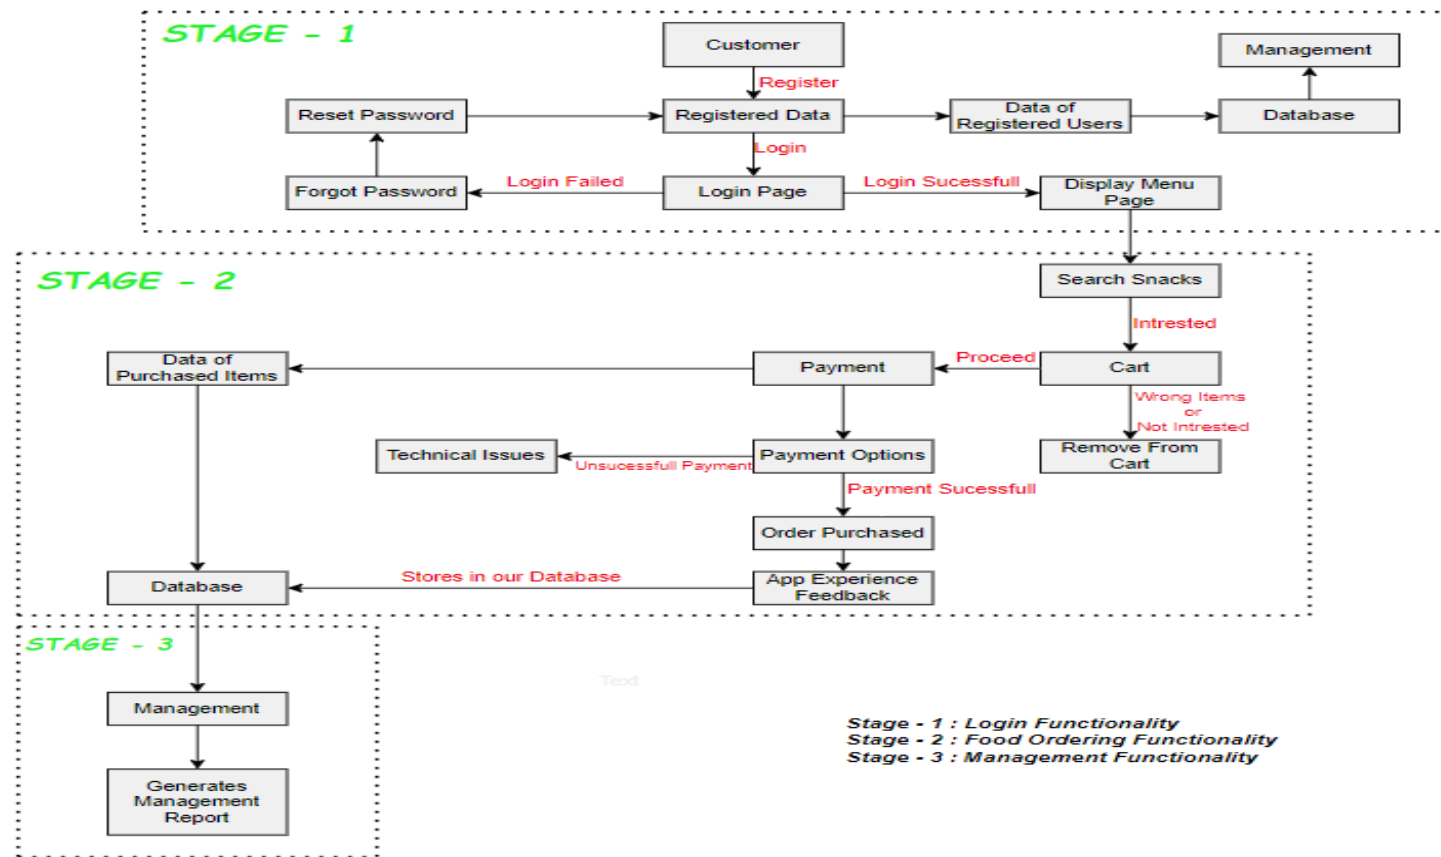 STAGE - 1
Customer
Management
Register
Reset Password
Registered Data
Data of
Registered Users
Database
Login
Forgot Password
Login Failed
Login Page
Login Sucessfull
Display Menu
Page
STAGE - 2
Search Snacks
Intrested
Data of
Purchased Items
Payment
Proceed
Cart
Wrong Items
or
Not Intrested
Technical Issues
Unsucessfull Payment
Payment Options
Remove From
Cart
Payment Sucessfull
Order Purchased
Database
Stores in our Database
App Experience
Feedback
STAGE - 3
Text
Management
Stage - 1 : Login Functionality
Stage - 2 : Food Ordering Functionality
Stage - 3 : Management Functionality
Generates
Management
Report